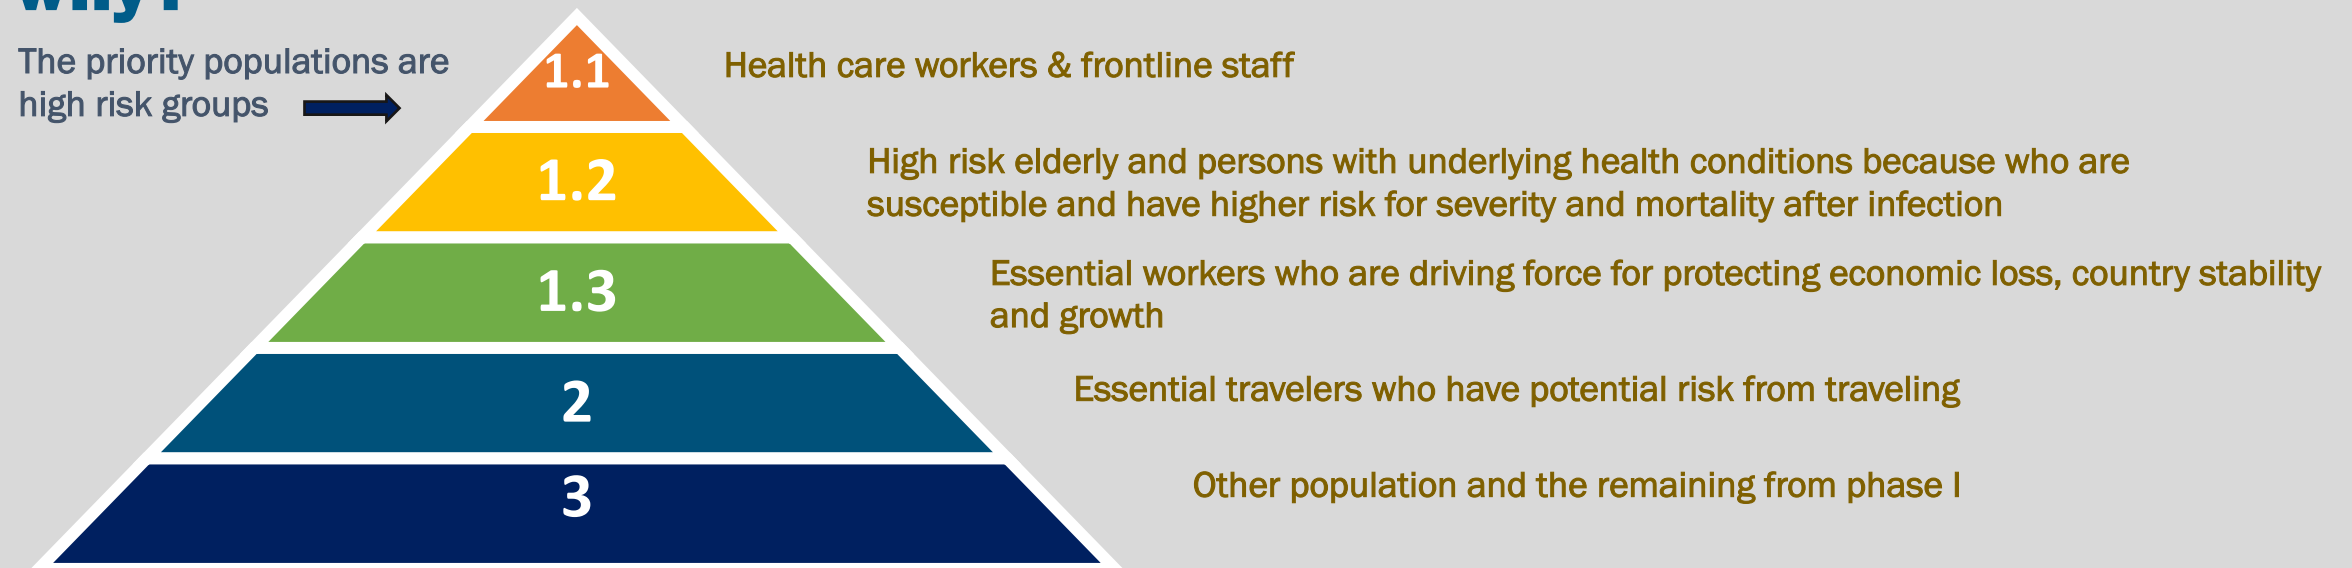 why?
The priority populations are
high risk groups
1.1
Health care workers & frontline staff
1.2
High risk elderly and persons with underlying health conditions because who are
susceptible and have higher risk for severity and mortality after infection
1.3
Essential workers who are driving force for protecting economic loss, country stability
and growth
2
Essential travelers who have potential risk from traveling
3
Other population and the remaining from phase I